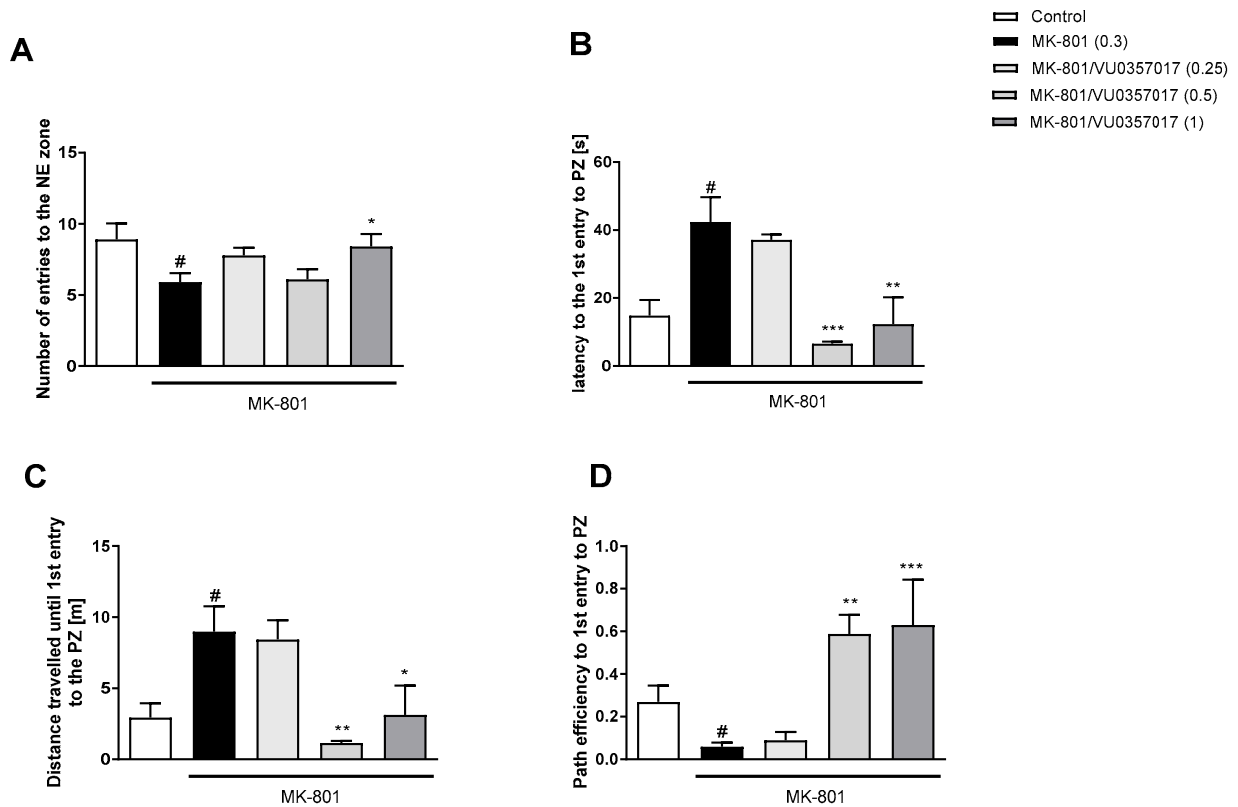 Control
MK-801 (0.3)
MK-801/VU0357017 (0.25)
MK-801/VU0357017 (0.5)
MK-801/VU0357017 (1)
A
Number of entries to the NE zone
15
10
5
0
#
*
MK-801
B
latency to the 1st entry to PZ [s]
60
40
20
0
#
***
**
MK-801
C
Distance travelled until 1st entry
to the PZ [m]
15
10
5
0
#
**
*
MK-801
D
Path efficiency to 1st entry to PZ
1.0
0.8
0.6
0.4
0.2
0.0
#
**
***
MK-801